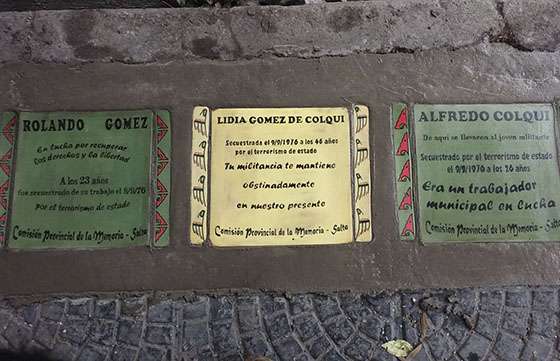 ROLANDO GOMEZ
En lucha por recuperar
los derechos y la libertad
A los 23 años
fue secuestrado de su trabajo el 8/9/76
por el terrorismo de estado
Comisión Provincial de la Memoria - Salta
LIDIA GOMEZ DE COLQUI
Secuestrada el 9/9/1976 a los 46 años
por el terrorismo de estado
Tu militancia te mantiene
obstinadamente
en nuestro presente
Comisión Provincial de la Memoria - Salta
ALFREDO COLQUI
De aquí se llevaron al joven militante
Secuestrado por el terrorismo de estado
el 9/9/1976 a los 26 años
Era un trabajador
municipal en lucha
Comisión Provincial de la Memoria - Salta